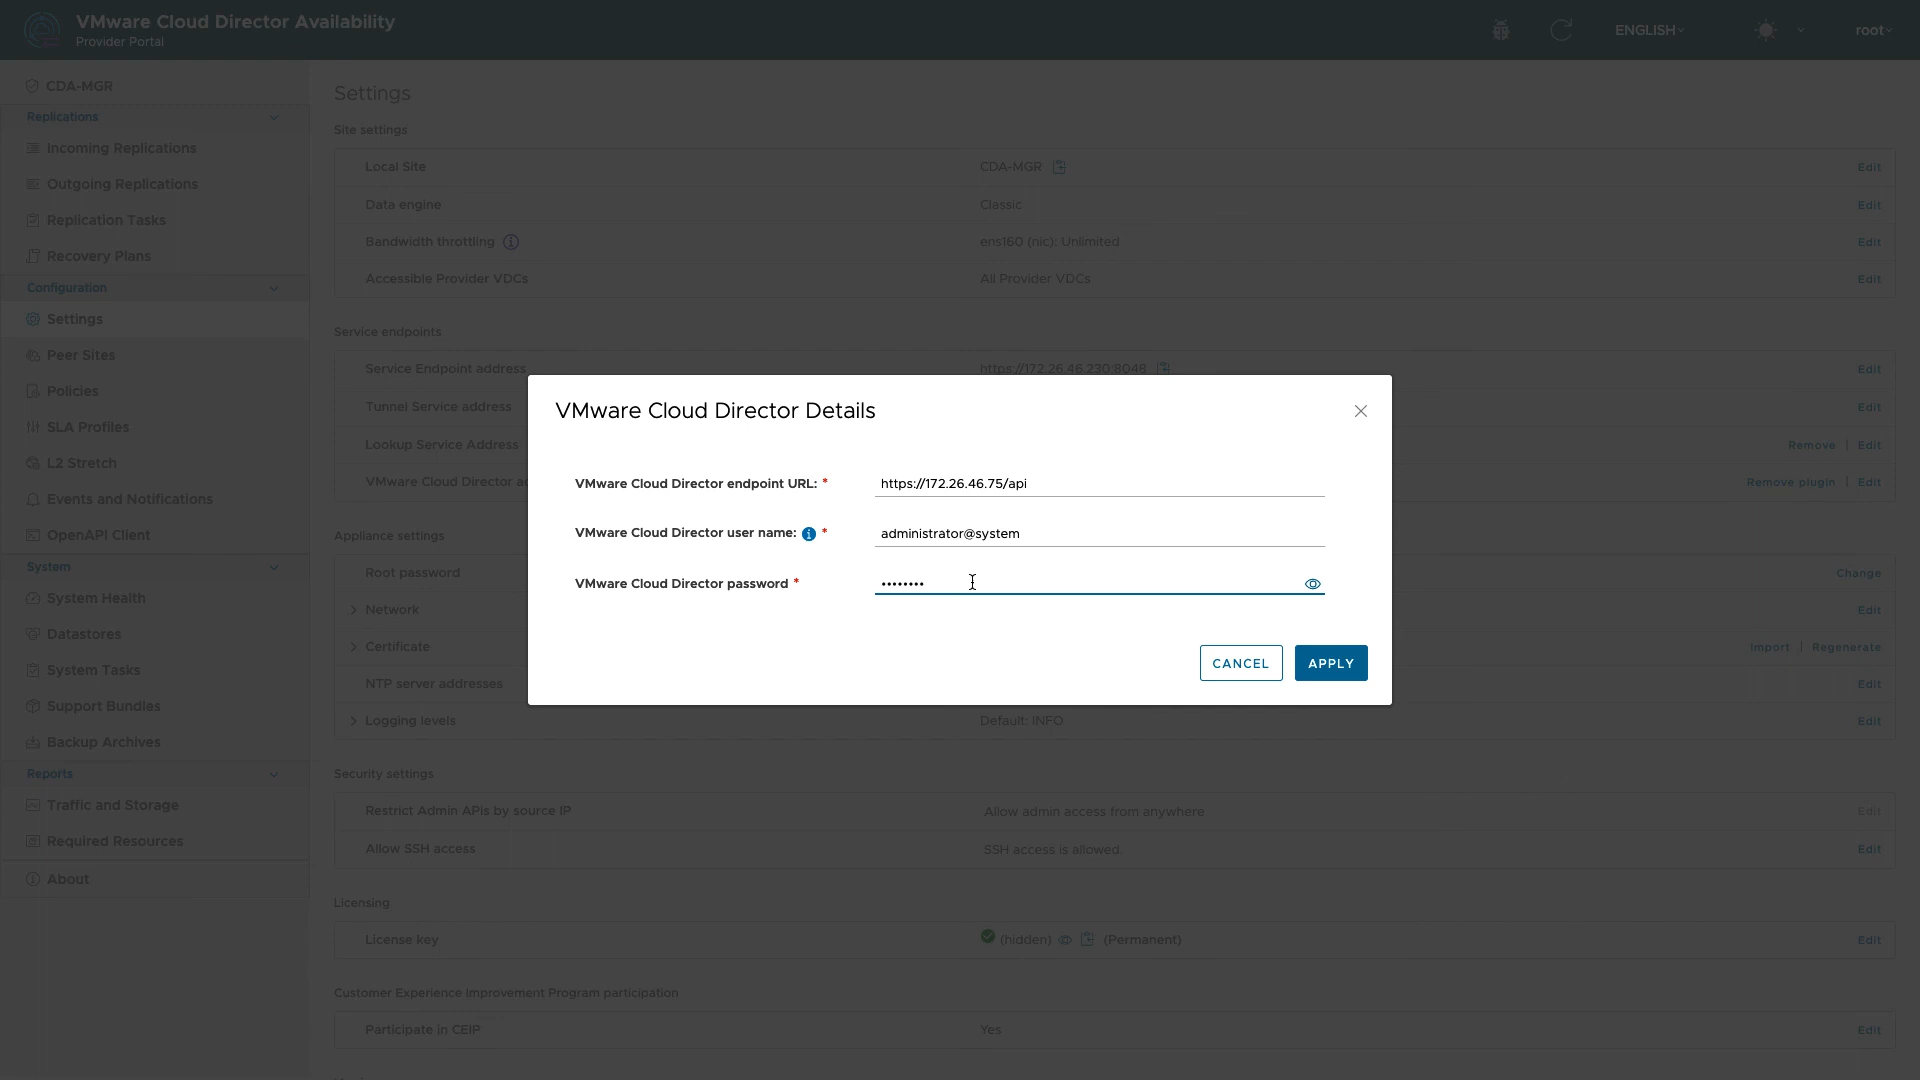 VMware Cloud Director Availability
Provider Portal
ENGLISH
root
CDA-MGR
Replications
Incoming Replications
Outgoing Replications
Replication Tasks
Recovery Plans
Configuration
Settings
Peer Sites
Policies
SLA Profiles
L2 Stretch
Events and Notifications
OpenAPI Client
System
System Health
Datastores
System Tasks
Support Bundles
Backup Archives
Reports
Traffic and Storage
Required Resources
About
Settings
Site settings
Local Site CDA-MGR Edit
Data engine Classic Edit
Bandwidth throttling ens160 (nic): Unlimited Edit
Accessible Provider VDCs All Provider VDCs Edit
Service endpoints
Service Endpoint address https://172.26.46.230:8048 Edit
Tunnel Service address Edit
Lookup Service Address Remove | Edit
VMware Cloud Director Remove plugin | Edit
VMware Cloud Director Details
VMware Cloud Director endpoint URL: * https://172.26.46.75/api
VMware Cloud Director user name: * administrator@system
VMware Cloud Director password * ••••••••
CANCEL APPLY
Appliance settings
Root password Change
Network Edit
Certificate Import | Regenerate
NTP server addresses Edit
Logging levels Default: INFO Edit
Security settings
Restrict Admin APIs by source IP Allow admin access from anywhere Edit
Allow SSH access SSH access is allowed. Edit
Licensing
License key (hidden) (Permanent) Edit
Customer Experience Improvement Program participation
Participate in CEIP Yes Edit